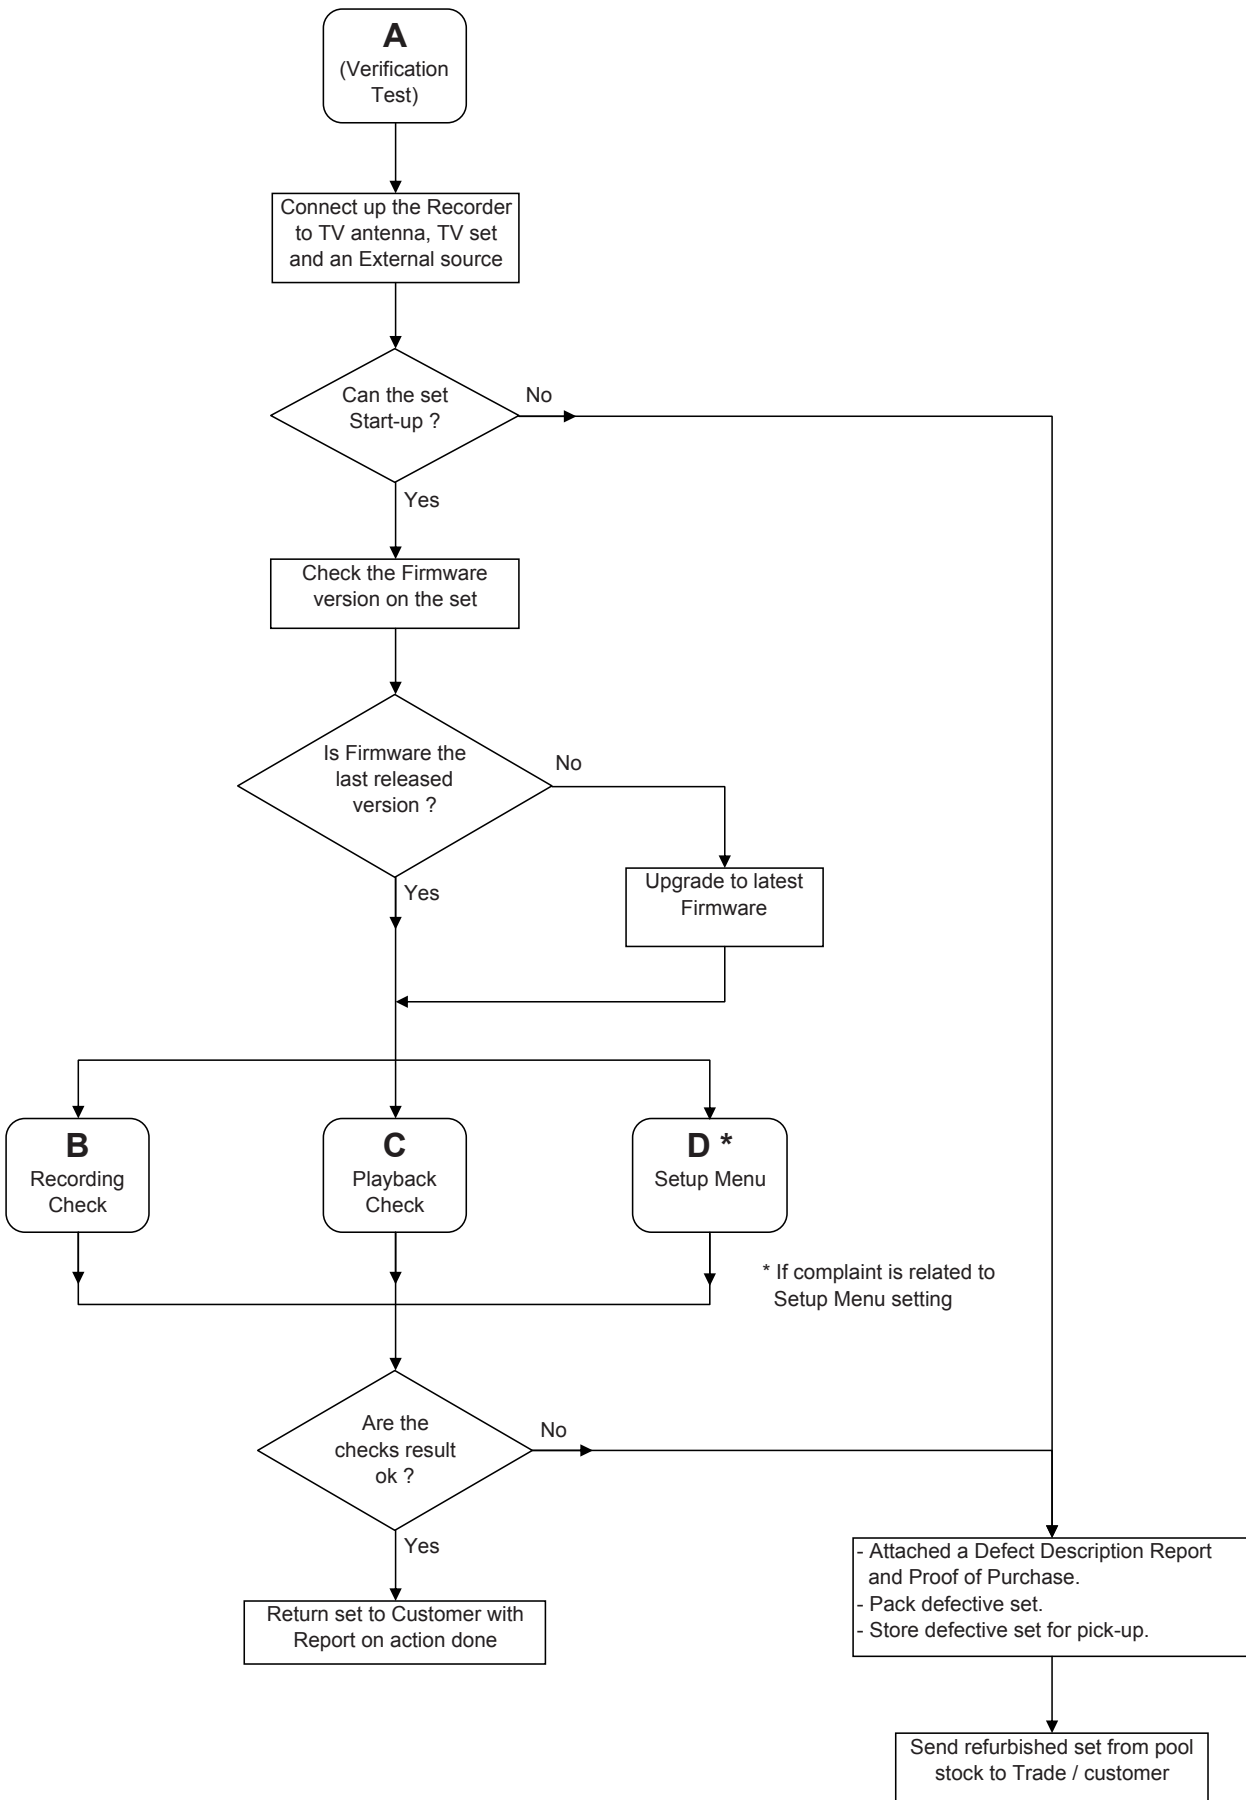 A
(Verification
Test)
Connect up the Recorder
to TV antenna, TV set
and an External source
Can the set
Start-up ?
No
Yes
Check the Firmware
version on the set
Is Firmware the
last released
version ?
No
Yes
Upgrade to latest
Firmware
B
Recording
Check
C
Playback
Check
D *
Setup Menu
* If complaint is related to
Setup Menu setting
Are the
checks result
ok ?
No
Yes
Return set to Customer with
Report on action done
- Attached a Defect Description Report
and Proof of Purchase.
- Pack defective set.
- Store defective set for pick-up.
Send refurbished set from pool
stock to Trade / customer